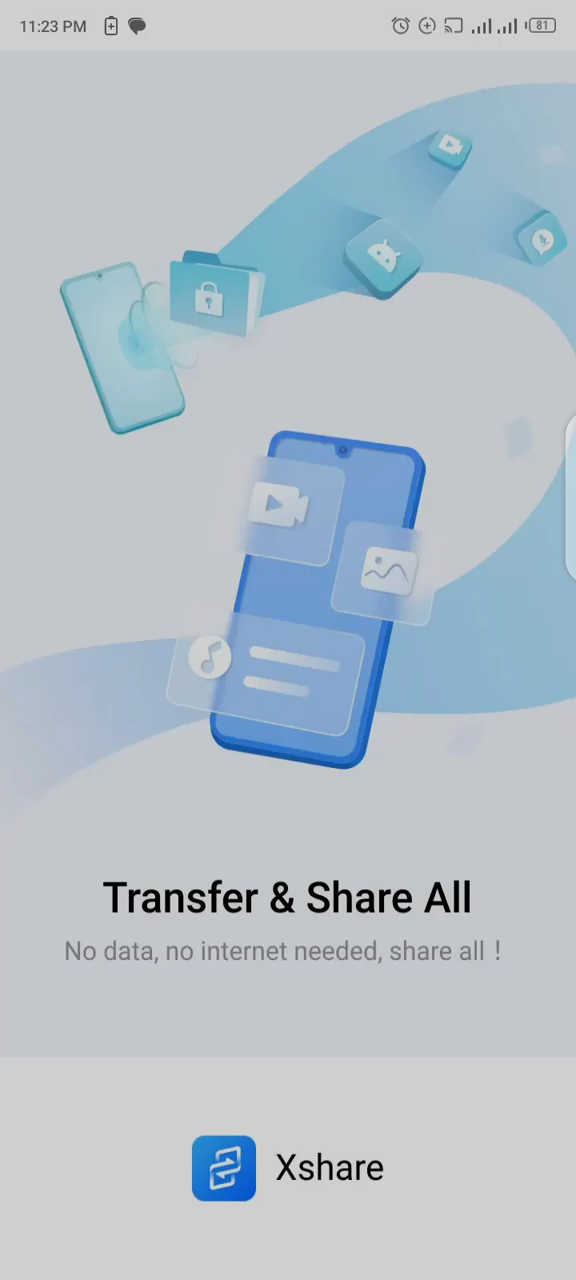 11:23 PM
81
Transfer & Share All
No data, no internet needed, share all !
Xshare